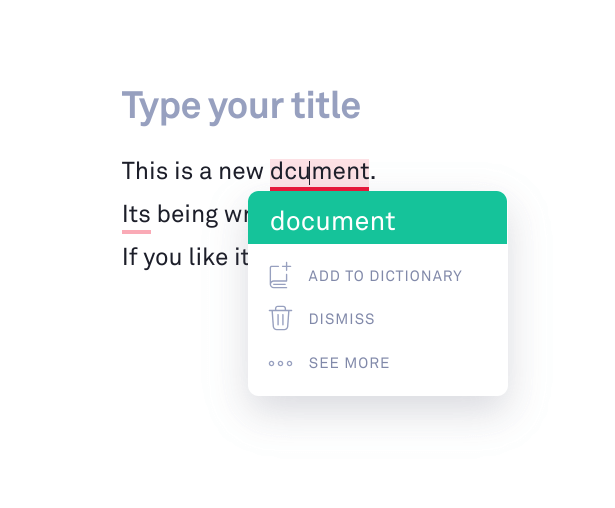 Type your title
This is a new dcument.
Its being wr
If you like it
document
ADD TO DICTIONARY
DISMISS
SEE MORE